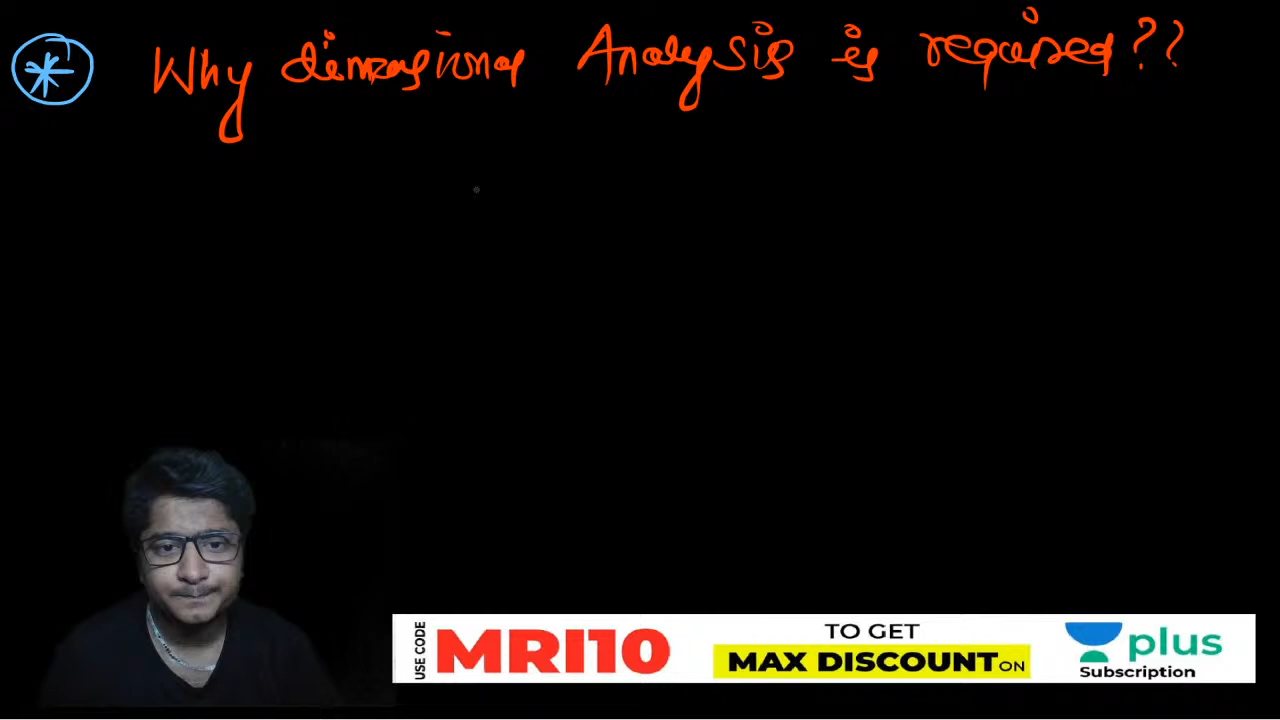 Why dimensional Analysis is required??
USE CODE
MRI10
TO GET
MAX DISCOUNT ON
plus
Subscription